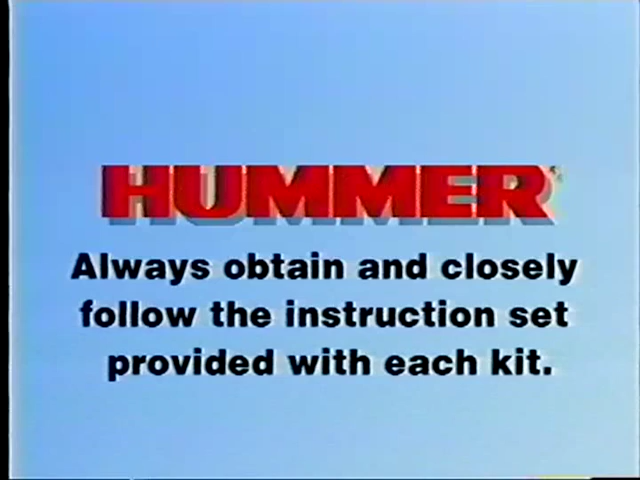 HUMMER
Always obtain and closely
follow the instruction set
provided with each kit.